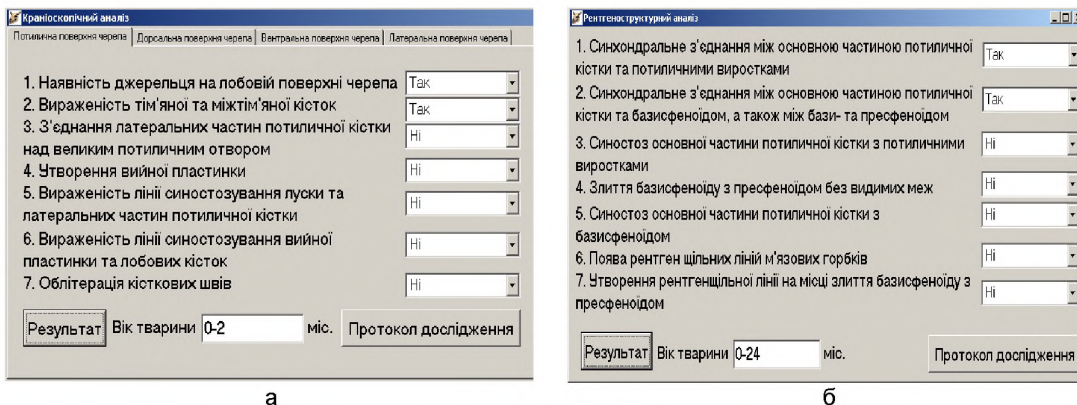 Краніоскопічний аналіз
Потилична поверхня черепа Дорсальна поверхня черепа Вентральна поверхня черепа Латеральна поверхня черепа
1. Наявність джерельця на лобовій поверхні черепа Так
2. Вираженість тім'яної та міжтім'яної кісток Так
3. З'єднання латеральних частин потиличної кістки
над великим потиличним отвором Ні
4. Утворення вийної пластинки Ні
5. Вираженість лінії синостозування луски та
латеральних частин потиличної кістки Ні
6. Вираженість лінії синостозування вийної
пластинки та лобових кісток Ні
7. Облітерація кісткових швів Ні
Результат Вік тварини 0-2 міс. Протокол дослідження
а
Рентгеноструктурний аналіз
1. Синхондральне з'єднання між основною частиною потиличної
кістки та потиличними виростками Так
2. Синхондральне з'єднання між основною частиною потиличної
кістки та базисфеноїдом, а також між бази- та пресфеноїдом Так
3. Синостоз основної частини потиличної кістки з потиличними
виростками Ні
4. Злиття базисфеноїду з пресфеноїдом без видимих меж Ні
5. Синостоз основної частини потиличної кістки з
базисфеноїдом Ні
6. Поява рентген щільних ліній м'язових горбків Ні
7. Утворення рентгенщільної лінії на місці злиття базисфеноїду з
пресфеноїдом Ні
Результат Вік тварини 0-24 міс. Протокол дослідження
б